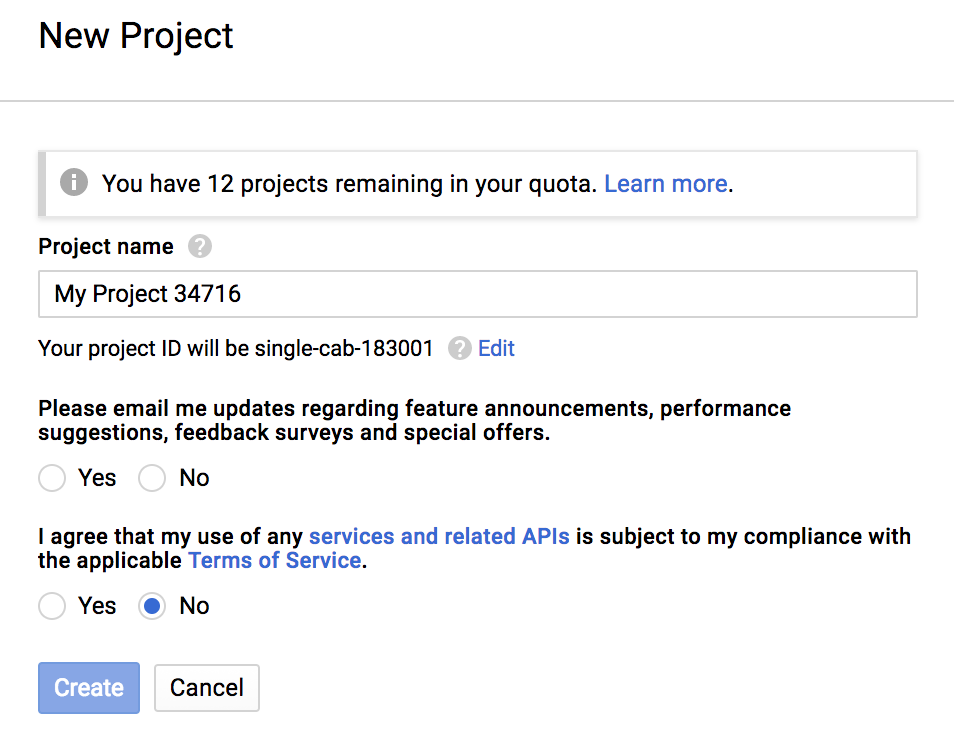 New Project
You have 12 projects remaining in your quota. Learn more.
Project name
My Project 34716
Your project ID will be single-cab-183001 Edit
Please email me updates regarding feature announcements, performance
suggestions, feedback surveys and special offers.
Yes No
I agree that my use of any services and related APIs is subject to my compliance with
the applicable Terms of Service.
Yes No
Create Cancel